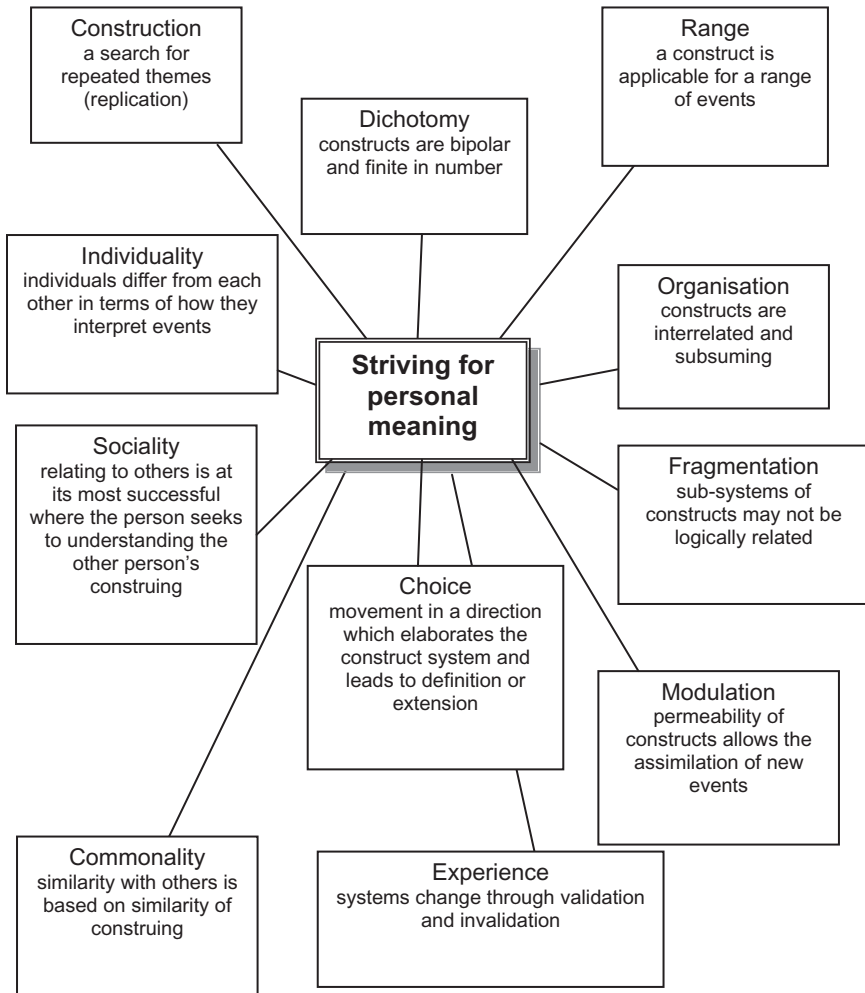 Construction
a search for
repeated themes
(replication)
Range
a construct is
applicable for a range
of events
Dichotomy
constructs are bipolar
and finite in number
Individuality
individuals differ from each
other in terms of how they
interpret events
Organisation
constructs are
interrelated and
subsuming
Striving for
personal
meaning
Sociality
relating to others is at
its most successful
where the person seeks
to understanding the
other person's
construing
Fragmentation
sub-systems of
constructs may not be
logically related
Choice
movement in a direction
which elaborates the
construct system and
leads to definition or
extension
Modulation
permeability of
constructs allows the
assimilation of new
events
Commonality
similarity with others is
based on similarity of
construing
Experience
systems change through validation
and invalidation